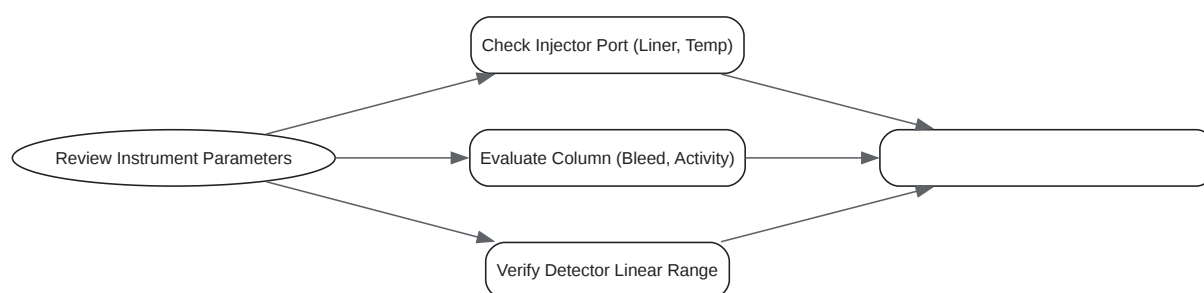 Check Injector Port (Liner, Temp)
Review Instrument Parameters
Evaluate Column (Bleed, Activity)
Verify Detector Linear Range